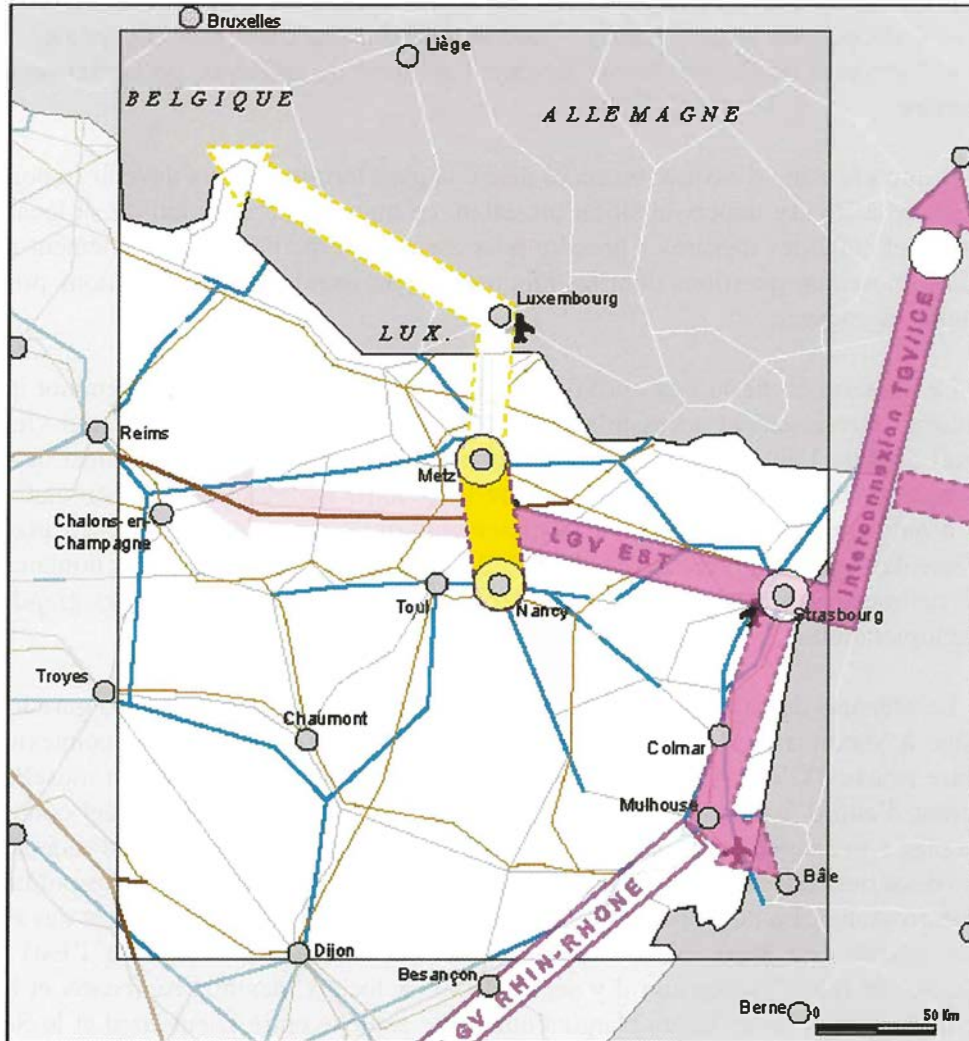 Bruxelles
Liège
BELGIQUE
ALLEMAGNE
Luxembourg
LUX.
Reims
Metz
Chalons-en-
Champagne
LGV EST
Interconnexion TGV/ICE
Toul
Nancy
Strasbourg
Troyes
Chaumont
Colmar
Mulhouse
Bâe
LGV RHIN-RHONE
Dijon
Besançon
Berne
0 50 Km